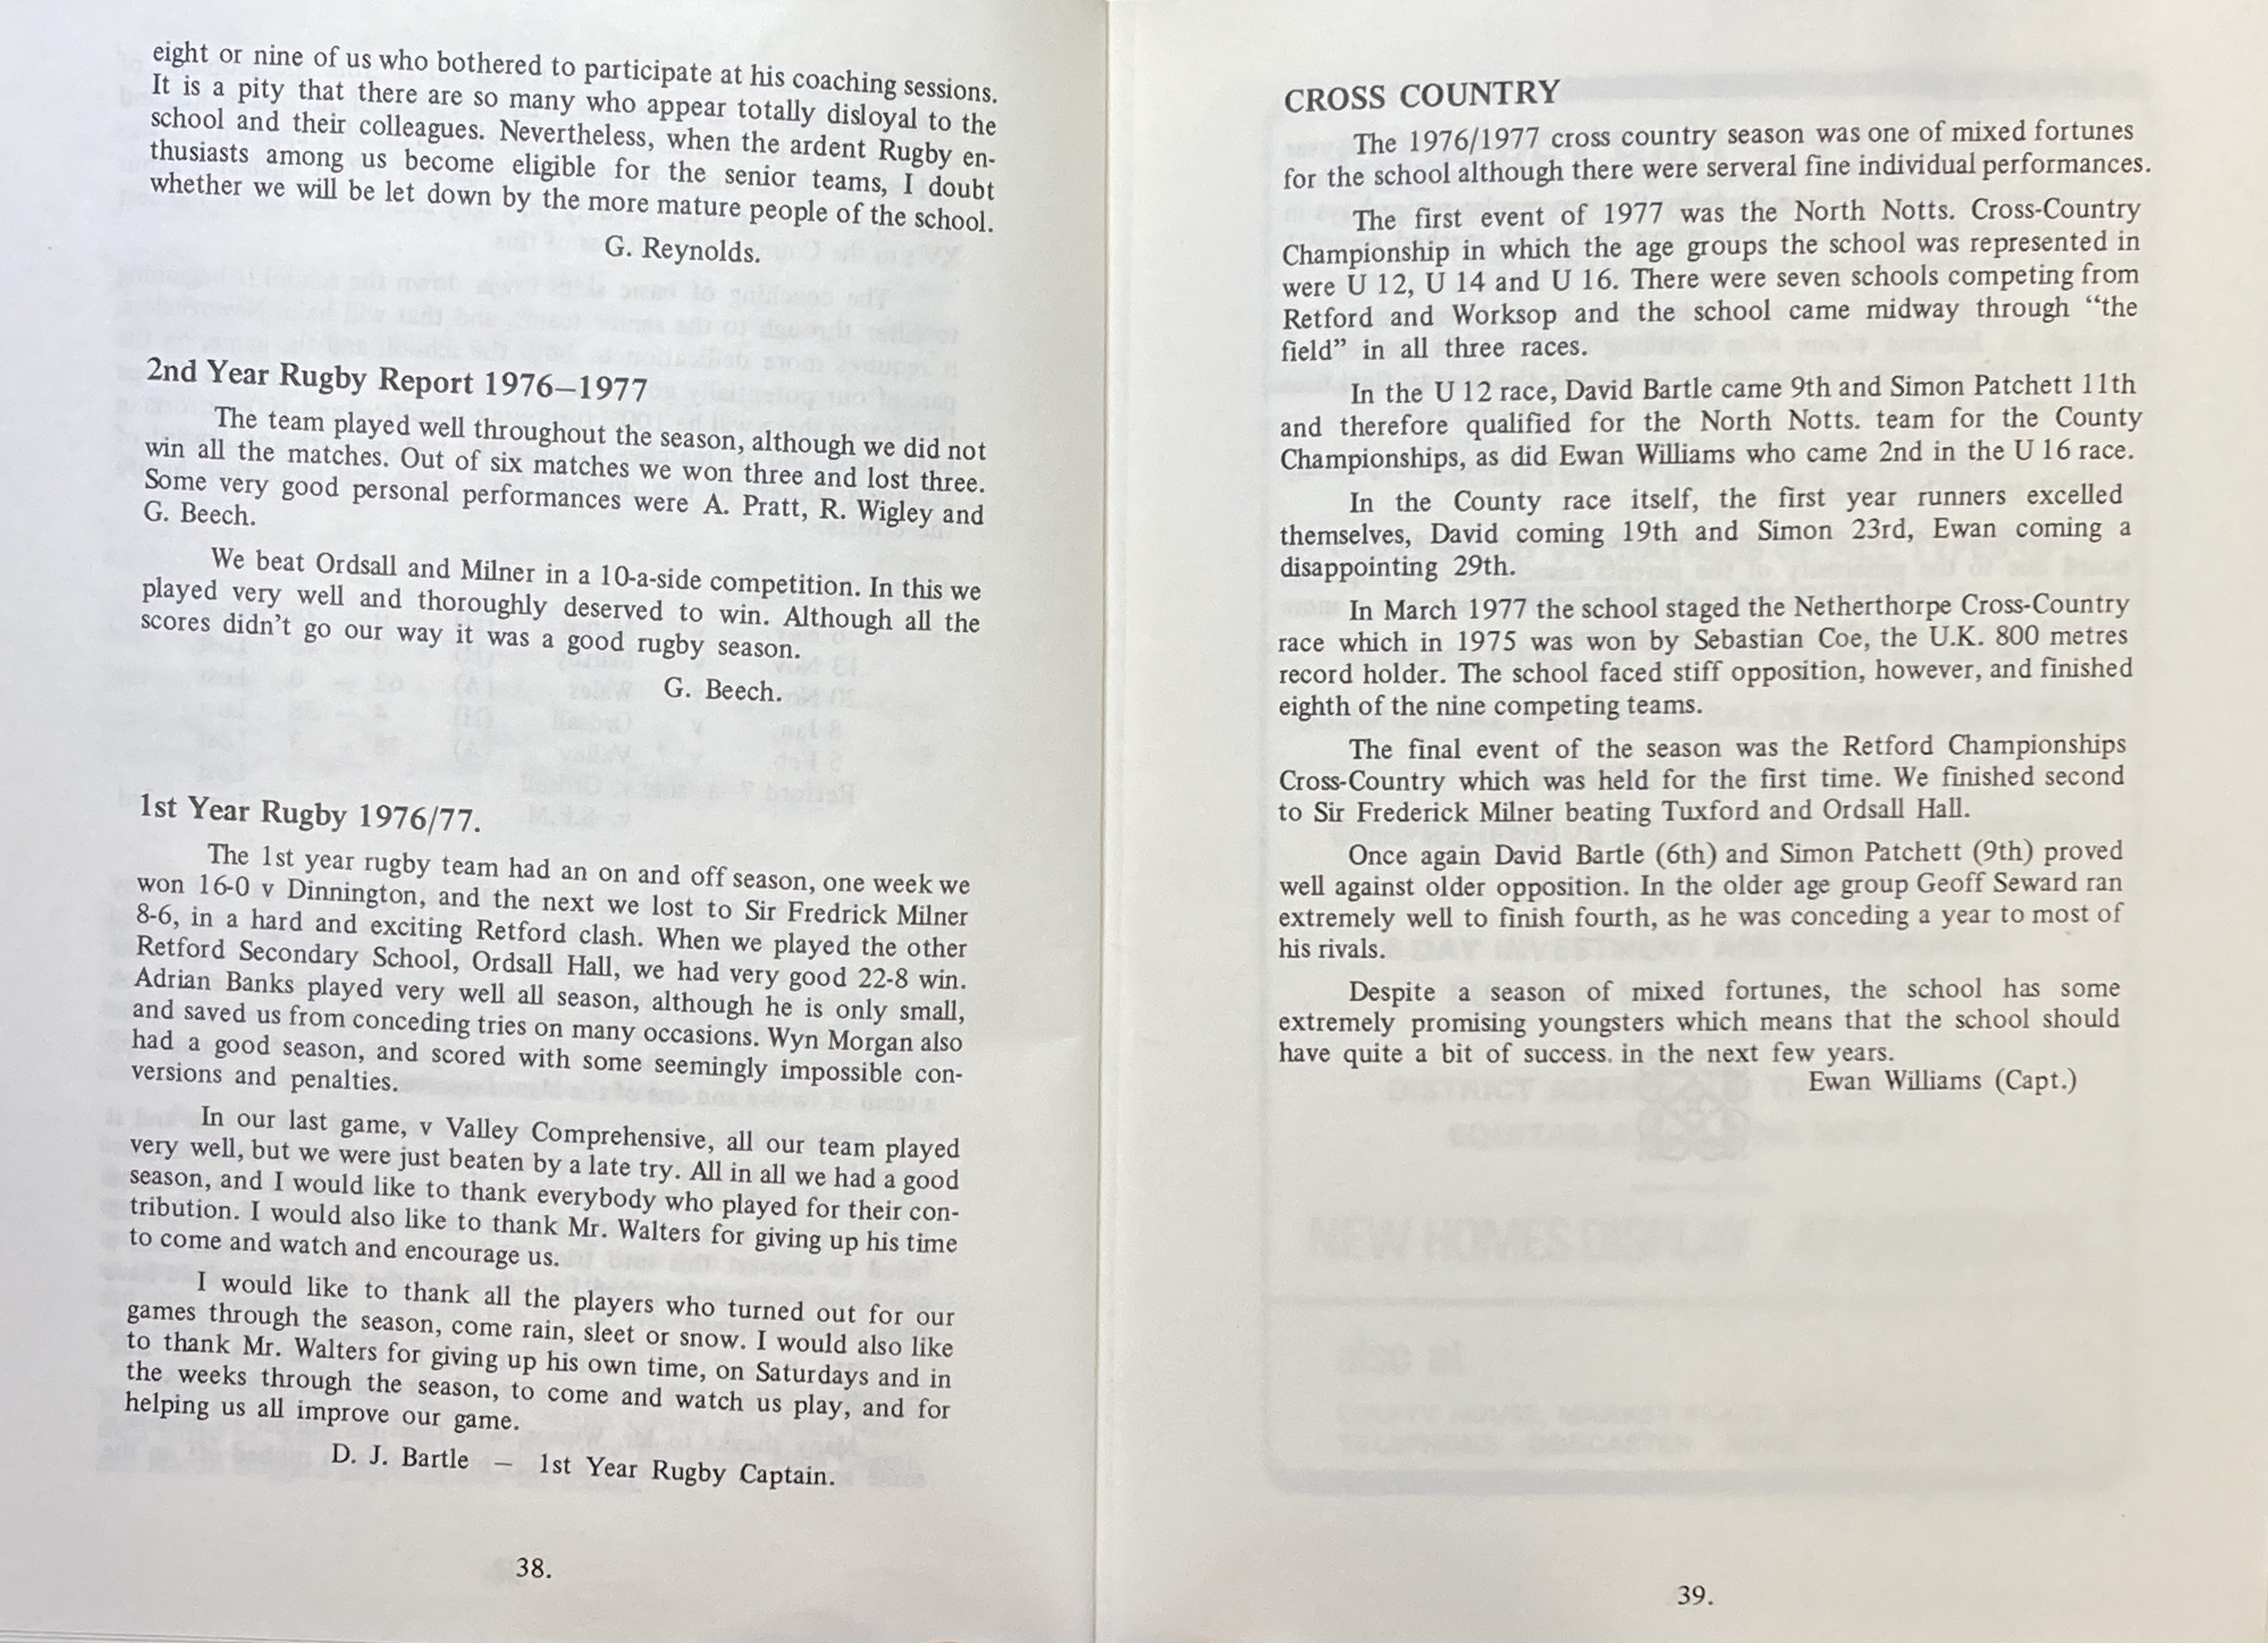 eight or nine of us who bothered to participate at his coaching sessions.
It is a pity that there are so many who appear totally disloyal to the
school and their colleagues. Nevertheless, when the ardent Rugby en-
thusiasts among us become eligible for the senior teams, I doubt
whether we will be let down by the more mature people of the school.
G. Reynolds.
2nd Year Rugby Report 1976–1977
The team played well throughout the season, although we did not
win all the matches. Out of six matches we won three and lost three.
Some very good personal performances were A. Pratt, R. Wigley and
G. Beech.
We beat Ordsall and Milner in a 10-a-side competition. In this we
played very well and thoroughly deserved to win. Although all the
scores didn't go our way it was a good rugby season.
G. Beech.
1st Year Rugby 1976/77.
The 1st year rugby team had an on and off season, one week we
won 16-0 v Dinnington, and the next we lost to Sir Fredrick Milner
8-6, in a hard and exciting Retford clash. When we played the other
Retford Secondary School, Ordsall Hall, we had very good 22-8 win.
Adrian Banks played very well all season, although he is only small,
and saved us from conceding tries on many occasions. Wyn Morgan also
had a good season, and scored with some seemingly impossible con-
versions and penalties.
In our last game, v Valley Comprehensive, all our team played
very well, but we were just beaten by a late try. All in all we had a good
season, and I would like to thank everybody who played for their con-
tribution. I would also like to thank Mr. Walters for giving up his time
to come and watch and encourage us.
I would like to thank all the players who turned out for our
games through the season, come rain, sleet or snow. I would also like
to thank Mr. Walters for giving up his own time, on Saturdays and in
the weeks through the season, to come and watch us play, and for
helping us all improve our game.
D. J. Bartle – 1st Year Rugby Captain.
38.
CROSS COUNTRY
The 1976/1977 cross country season was one of mixed fortunes
for the school although there were serveral fine individual performances.
The first event of 1977 was the North Notts. Cross-Country
Championship in which the age groups the school was represented in
were U 12, U 14 and U 16. There were seven schools competing from
Retford and Worksop and the school came midway through “the
field” in all three races.
In the U 12 race, David Bartle came 9th and Simon Patchett 11th
and therefore qualified for the North Notts. team for the County
Championships, as did Ewan Williams who came 2nd in the U 16 race.
In the County race itself, the first year runners excelled
themselves, David coming 19th and Simon 23rd, Ewan coming a
disappointing 29th.
In March 1977 the school staged the Netherthorpe Cross-Country
race which in 1975 was won by Sebastian Coe, the U.K. 800 metres
record holder. The school faced stiff opposition, however, and finished
eighth of the nine competing teams.
The final event of the season was the Retford Championships
Cross-Country which was held for the first time. We finished second
to Sir Frederick Milner beating Tuxford and Ordsall Hall.
Once again David Bartle (6th) and Simon Patchett (9th) proved
well against older opposition. In the older age group Geoff Seward ran
extremely well to finish fourth, as he was conceding a year to most of
his rivals.
Despite a season of mixed fortunes, the school has some
extremely promising youngsters which means that the school should
have quite a bit of success. in the next few years.
Ewan Williams (Capt.)
39.